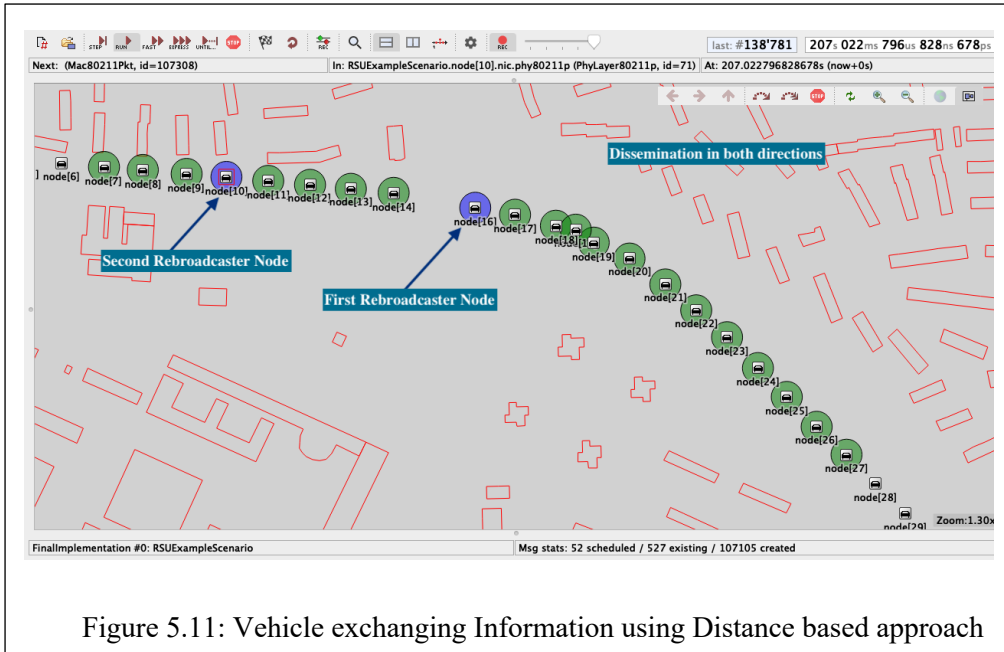 STEP RUN FAST EXPRESS UNTIL... STOP REC REC last: #138'781 207s 022ms 796us 828ns 678ps
Next: (Mac80211Pkt, id=107308) In: RSUExampleScenario.node[10].nic.phy80211p (PhyLayer80211p, id=71) At: 207.022796828678s (now+0s)
STOP
Dissemination in both directions
] node[6] node[7] node[8] node[9] node[10] node[11] node[12] node[13] node[14]
node[16] node[17] node[18] node[19]
Second Rebroadcaster Node
node[20]
First Rebroadcaster Node
node[21]
node[22]
node[23]
node[24]
node[25]
node[26]
node[27]
node[28]
node[29]
Zoom:1.30x
FinalImplementation #0: RSUExampleScenario Msg stats: 52 scheduled / 527 existing / 107105 created
Figure 5.11: Vehicle exchanging Information using Distance based approach